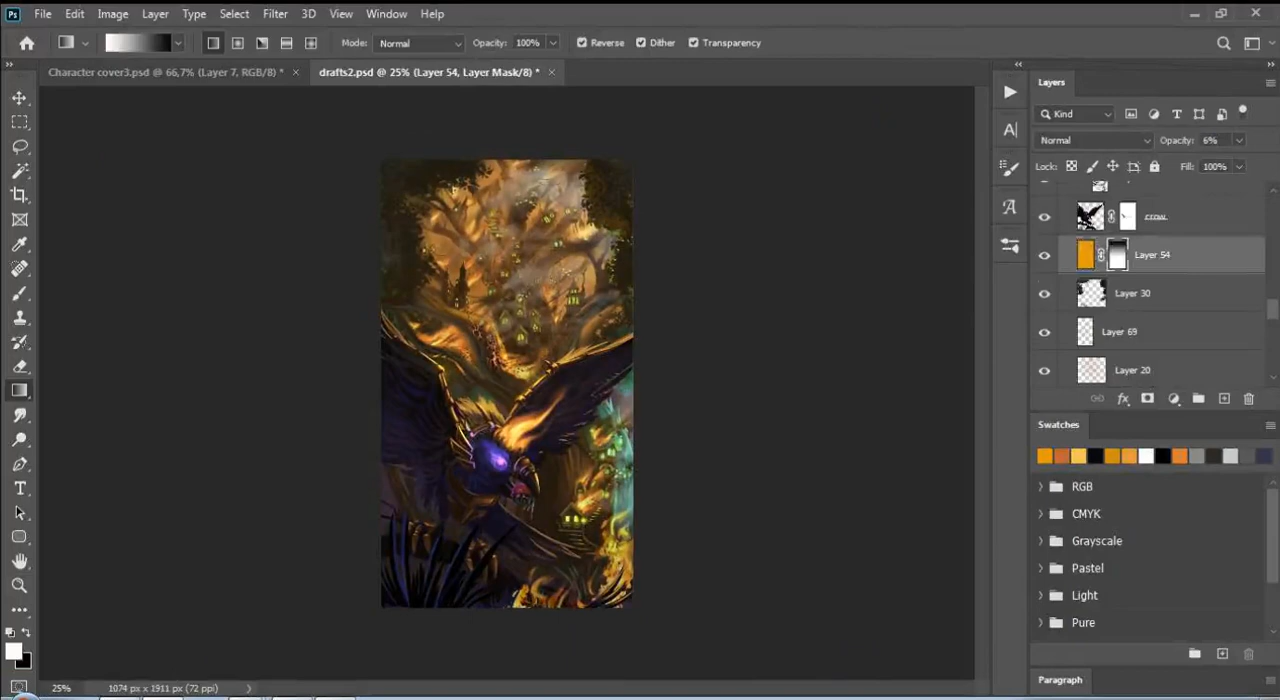 Ps File Edit Image Layer Type Select Filter 3D View Window Help
Mode: Normal Opacity: 100% Reverse Dither Transparency
Character cover3.psd @ 66,7% (Layer 7, RGB/8) * × drafts2.psd @ 25% (Layer 54, Layer Mask/8) * ×
Layers
Kind
Normal Opacity: 6%
Lock: Fill: 100%
crow
Layer 54
Layer 30
Layer 69
Layer 20
fx
Swatches
RGB
CMYK
Grayscale
Pastel
Light
Pure
Paragraph
25% 1074 px x 1911 px (72 ppi)